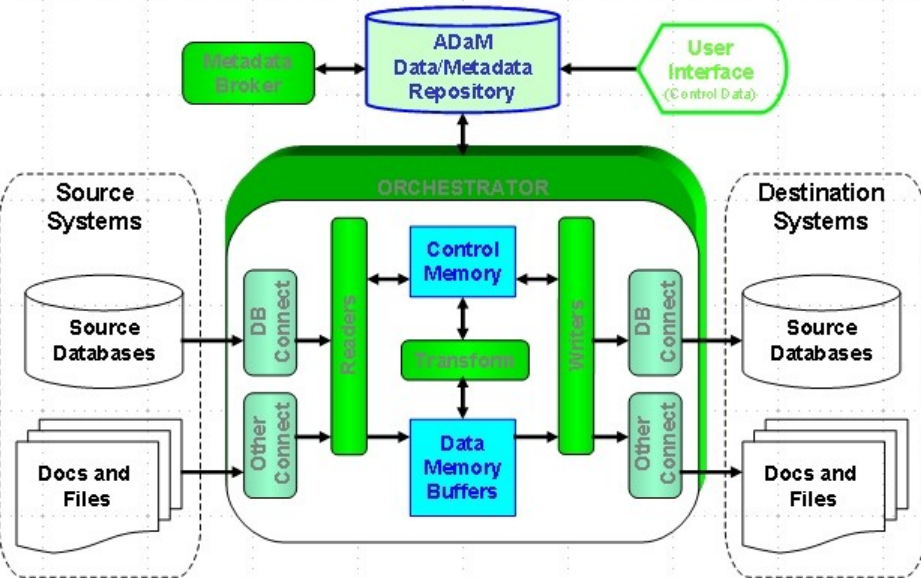 Metadata
Broker
ADaM
Data/Metadata
Repository
User
Interface
(Control Data)
ORCHESTRATOR
Source
Systems
Source
Databases
Docs and
Files
DB
Connect
Other
Connect
Readers
Control
Memory
Transform
Data
Memory
Buffers
Writers
DB
Connect
Other
Connect
Destination
Systems
Source
Databases
Docs and
Files